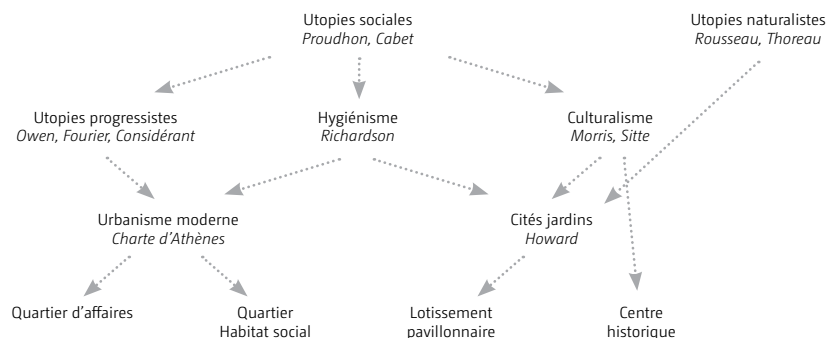 Utopies sociales
Proudhon, Cabet
Utopies naturalistes
Rousseau, Thoreau
Utopies progressistes
Owen, Fourier, Considérant
Hygiénisme
Richardson
Culturalisme
Morris, Sitte
Urbanisme moderne
Charte d'Athènes
Cités jardins
Howard
Quartier d'affaires
Quartier
Habitat social
Lotissement
pavillonnaire
Centre
historique